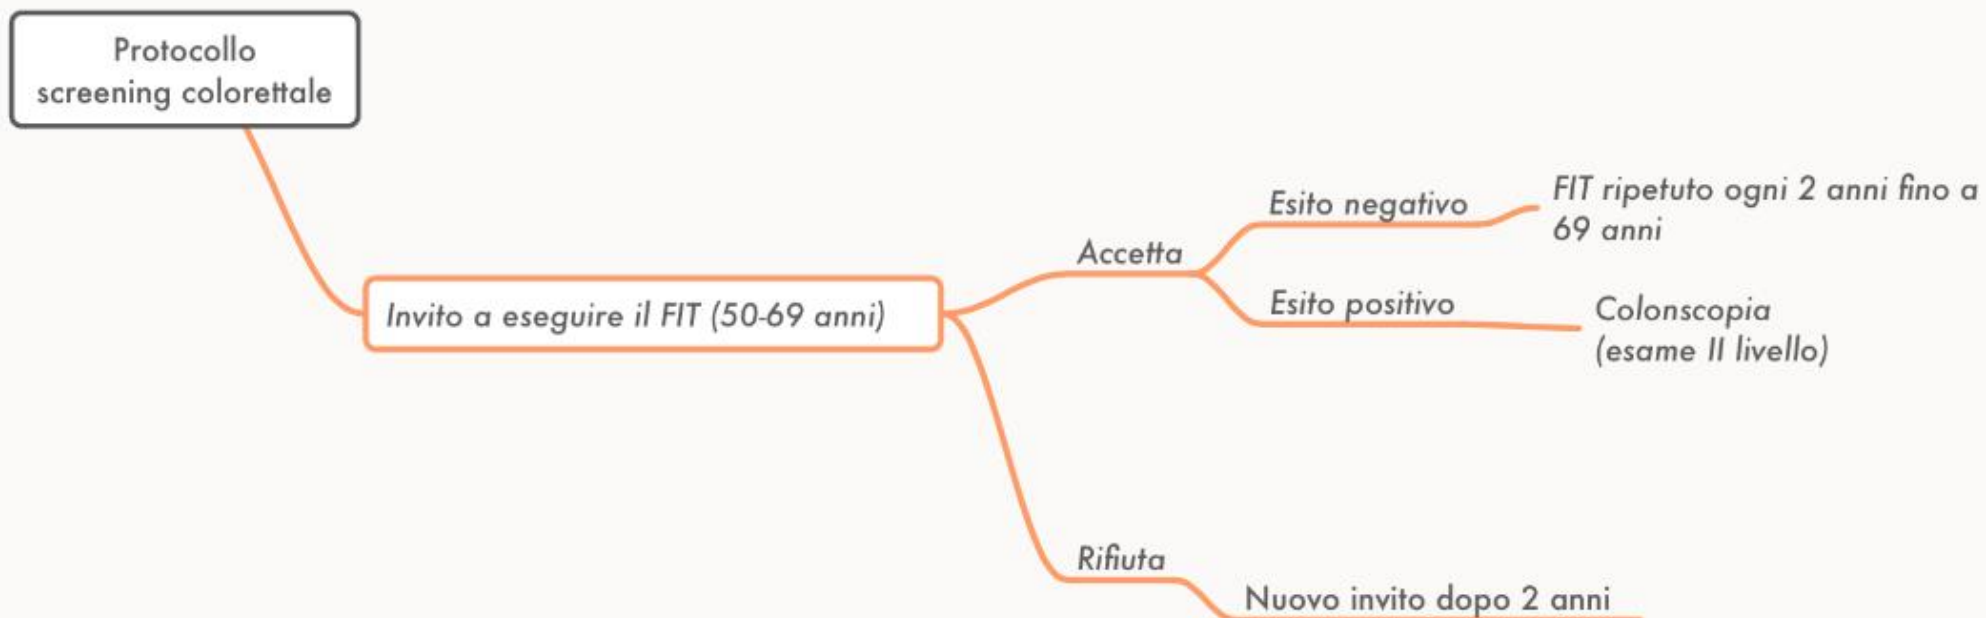 Protocollo
screening colorettale
Invito a eseguire il FIT (50-69 anni)
Accetta
Esito negativo
FIT ripetuto ogni 2 anni fino a
69 anni
Esito positivo
Colonscopia
(esame II livello)
Rifiuta
Nuovo invito dopo 2 anni